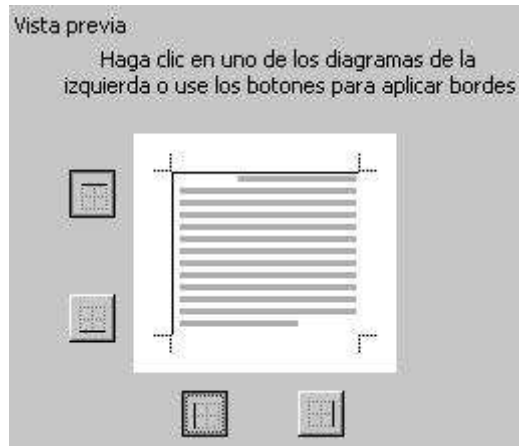 Vista previa
Haga clic en uno de los diagramas de la
izquierda o use los botones para aplicar bordes